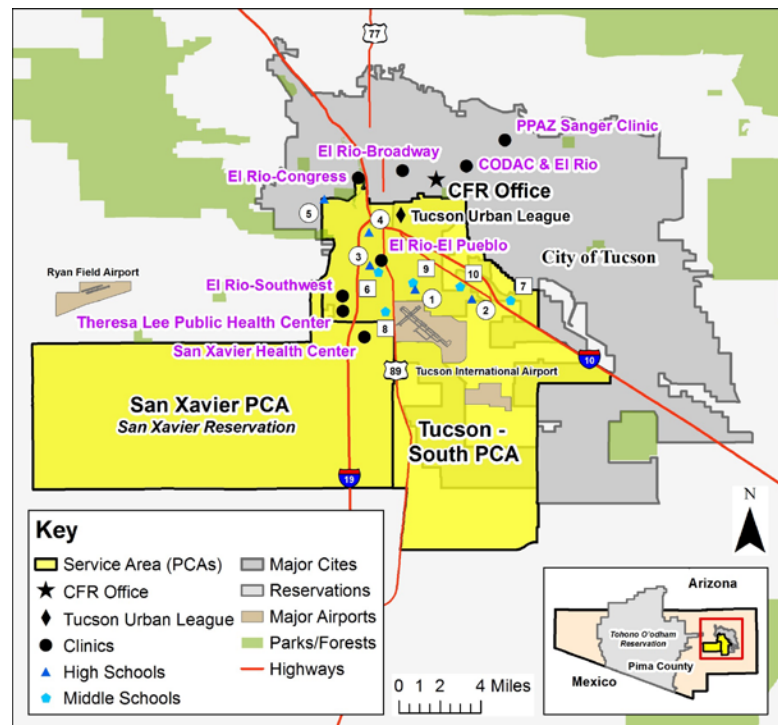 77
PPAZ Sanger Clinic
El Rio-Broadway
El Rio-Congress
CODAC & El Rio
CFR Office
5
4
Tucson Urban League
El Rio-El Pueblo
City of Tucson
3
Ryan Field Airport
9
10
7
El Rio-Southwest
6
1
2
Theresa Lee Public Health Center
8
San Xavier Health Center
89
Tucson International Airport
10
San Xavier PCA
San Xavier Reservation
Tucson -
South PCA
19
N
Key
Service Area (PCAs)
CFR Office
Tucson Urban League
Clinics
High Schools
Middle Schools
Major Cites
Reservations
Major Airports
Parks/Forests
Highways
0 1 2 4 Miles
Arizona
Tohono O'odham
Reservation
Pima County
Mexico